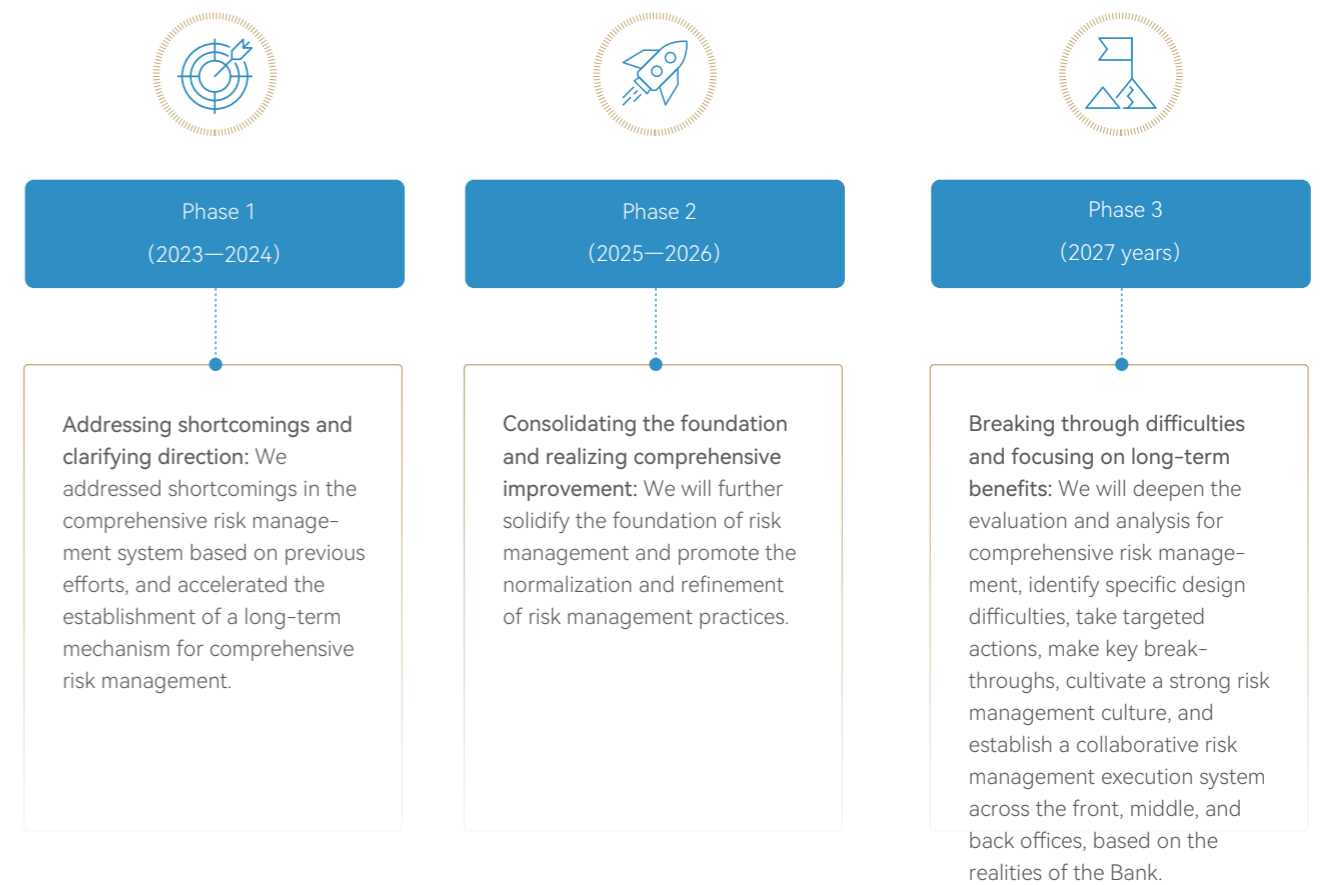 Phase 1
（2023—2024）
Addressing shortcomings and
clarifying direction: We
addressed shortcomings in the
comprehensive risk manage-
ment system based on previous
efforts, and accelerated the
establishment of a long-term
mechanism for comprehensive
risk management.
Phase 2
（2025—2026）
Consolidating the foundation
and realizing comprehensive
improvement: We will further
solidify the foundation of risk
management and promote the
normalization and refinement
of risk management practices.
Phase 3
（2027 years）
Breaking through difficulties
and focusing on long-term
benefits: We will deepen the
evaluation and analysis for
comprehensive risk manage-
ment, identify specific design
difficulties, take targeted
actions, make key break-
throughs, cultivate a strong risk
management culture, and
establish a collaborative risk
management execution system
across the front, middle, and
back offices, based on the
realities of the Bank.